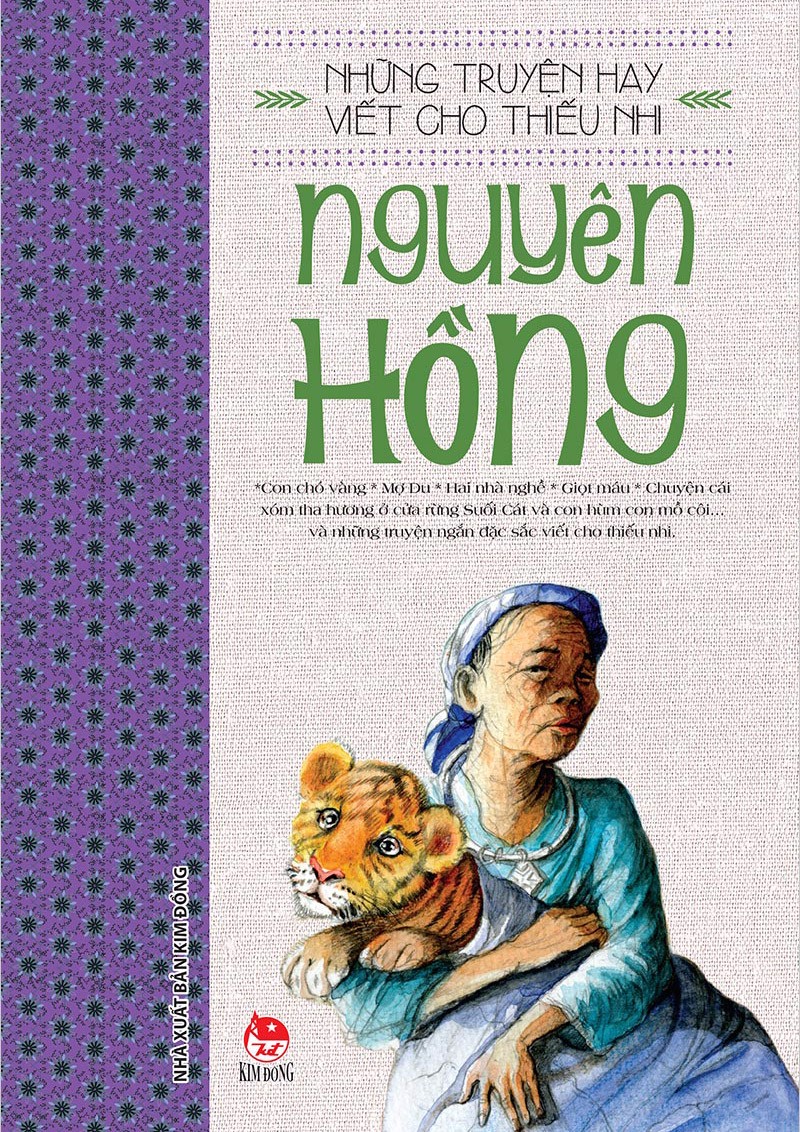 NHỮNG TRUYỆN HAY
VIẾT CHO THIẾU NHI
NGUYÊN
HỒNG
*Con chó vàng * Mợ Du * Hai nhà nghề * Giọt máu * Chuyện cái
xóm tha hương ở cửa rừng Suối Cát và con hùm con mồ côi...
và những truyện ngắn đặc sắc viết cho thiếu nhi.
NHÀ XUẤT BẢN KIM ĐỒNG
KIM ĐỒNG